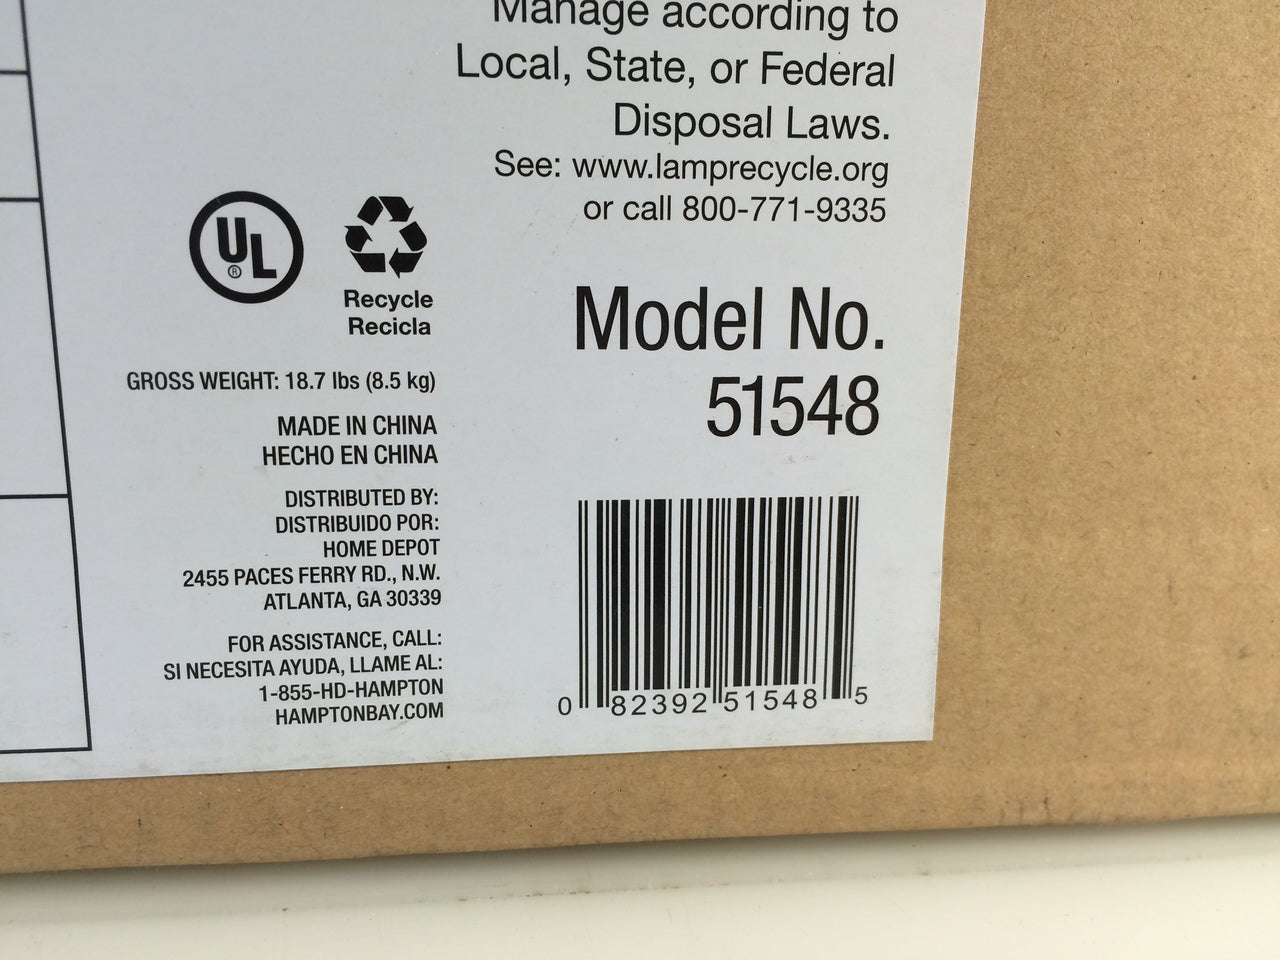 Manage according to
Local, State, or Federal
Disposal Laws.
See: www.lamprecycle.org
or call 800-771-9335
UL
®
Recycle
Recicla
Model No.
51548
GROSS WEIGHT: 18.7 lbs (8.5 kg)
MADE IN CHINA
HECHO EN CHINA
DISTRIBUTED BY:
DISTRIBUIDO POR:
HOME DEPOT
2455 PACES FERRY RD., N.W.
ATLANTA, GA 30339
FOR ASSISTANCE, CALL:
SI NECESITA AYUDA, LLAME AL:
1-855-HD-HAMPTON
HAMPTONBAY.COM
0 82392 51548 5